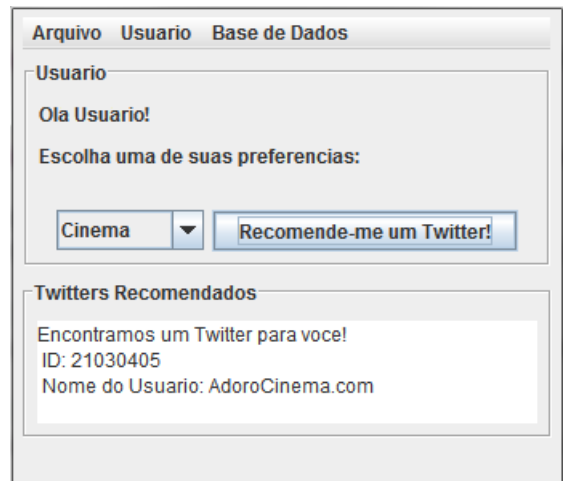 Arquivo Usuario Base de Dados
Usuario
Ola Usuario!
Escolha uma de suas preferencias:
Cinema Recomende-me um Twitter!
Twitters Recomendados
Encontramos um Twitter para voce!
ID: 21030405
Nome do Usuario: AdoroCinema.com